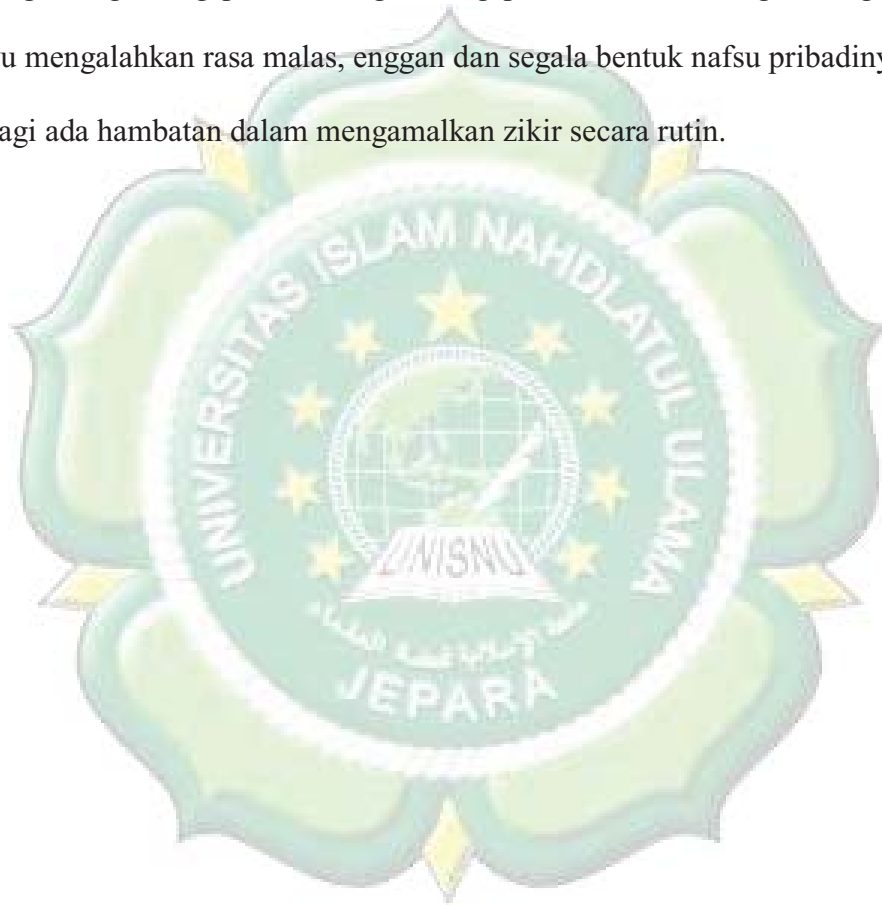 u mengalahkan rasa malas, enggan dan segala bentuk nafsu pribadiny
agi ada hambatan dalam mengamalkan zikir secara rutin.
UNIVERSITAS ISLAM NAHDLATUL ULAMA
UNISNU
JEPARA